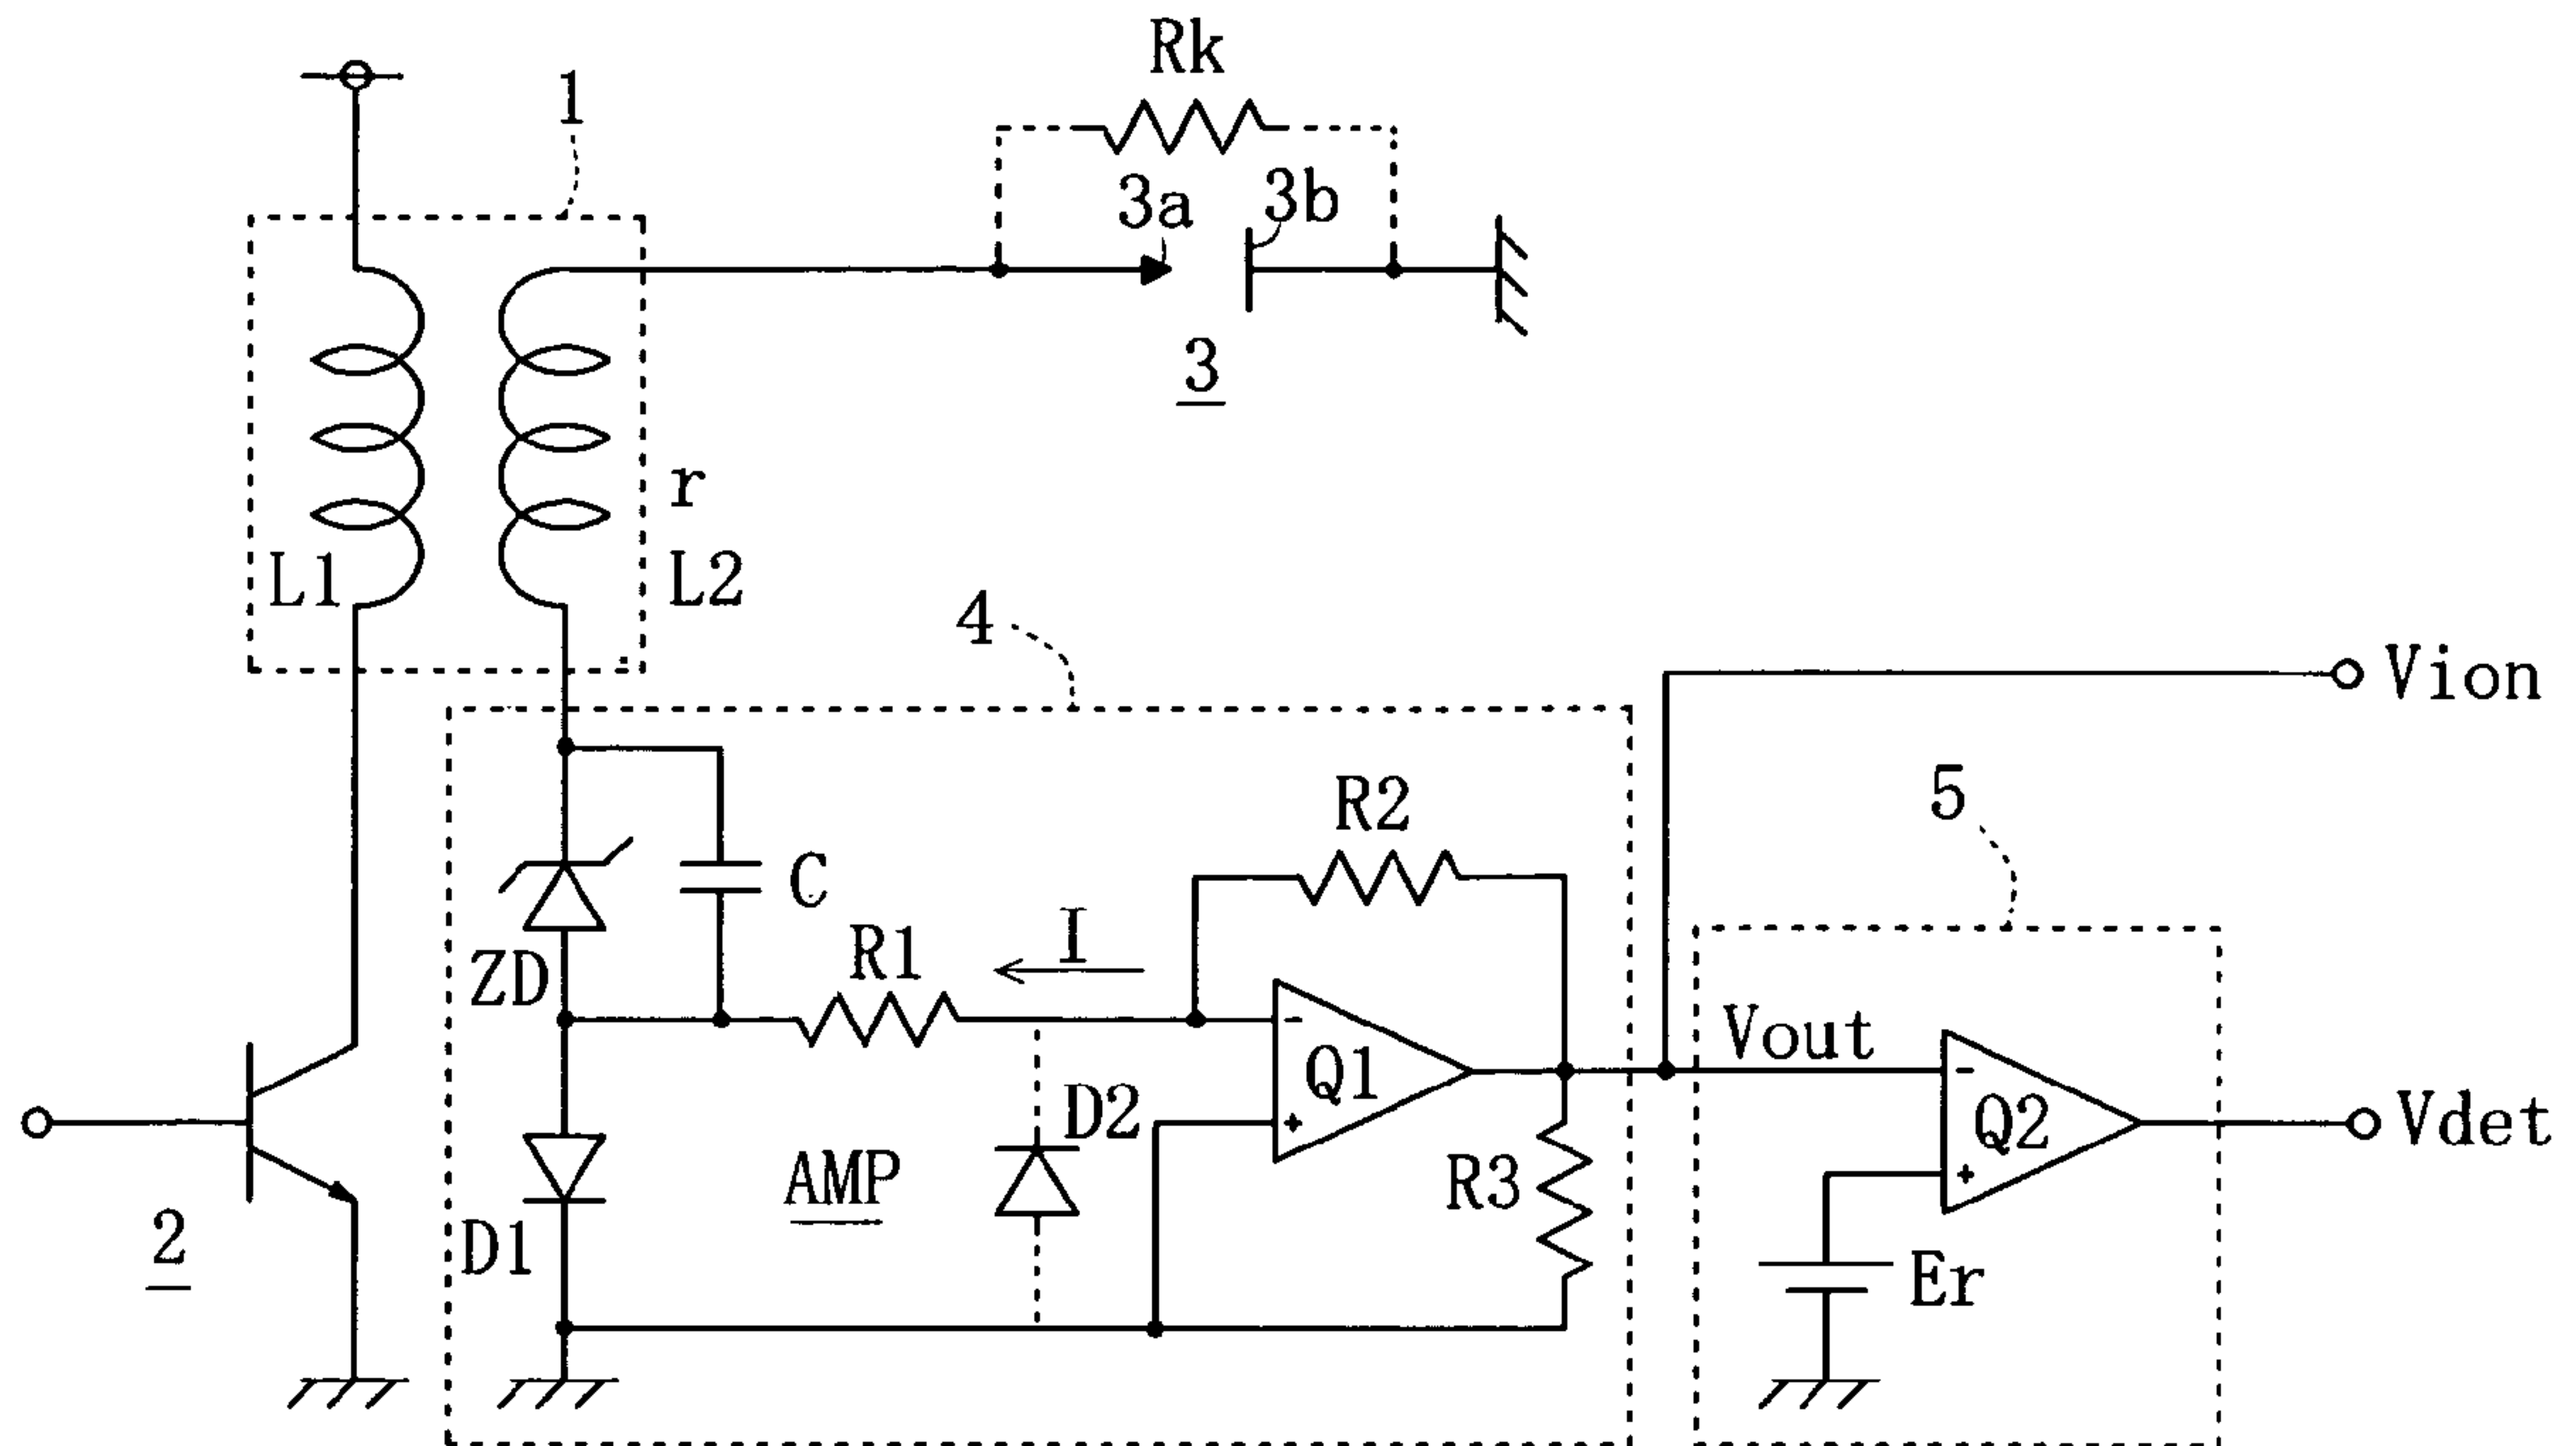 Rk
1
3a
3b
3
r
L1
L2
4
Vion
5
R2
C
I
R1
ZD
Vout
-
-
Q1
D2
Q2
Vdet
+
AMP
+
R3
2
D1
Er